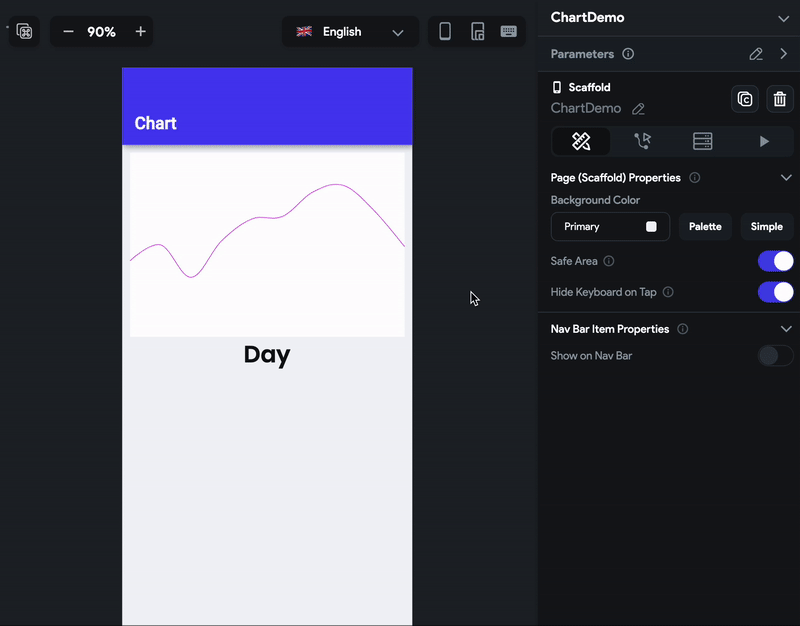 90%
English
Chart
Day
ChartDemo
Parameters
Scaffold
ChartDemo
Page (Scaffold) Properties
Background Color
Primary
Palette
Simple
Safe Area
Hide Keyboard on Tap
Nav Bar Item Properties
Show on Nav Bar